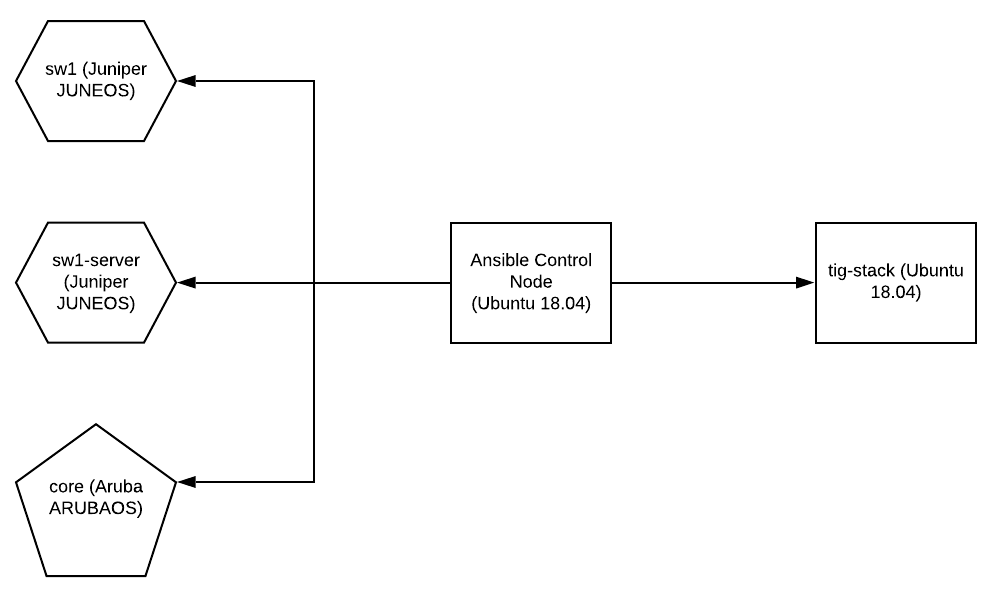 sw1 (Juniper
JUNEOS)
sw1-server
(Juniper
JUNEOS)
core (Aruba
ARUBAOS)
Ansible Control
Node
(Ubuntu 18.04)
tig-stack (Ubuntu
18.04)